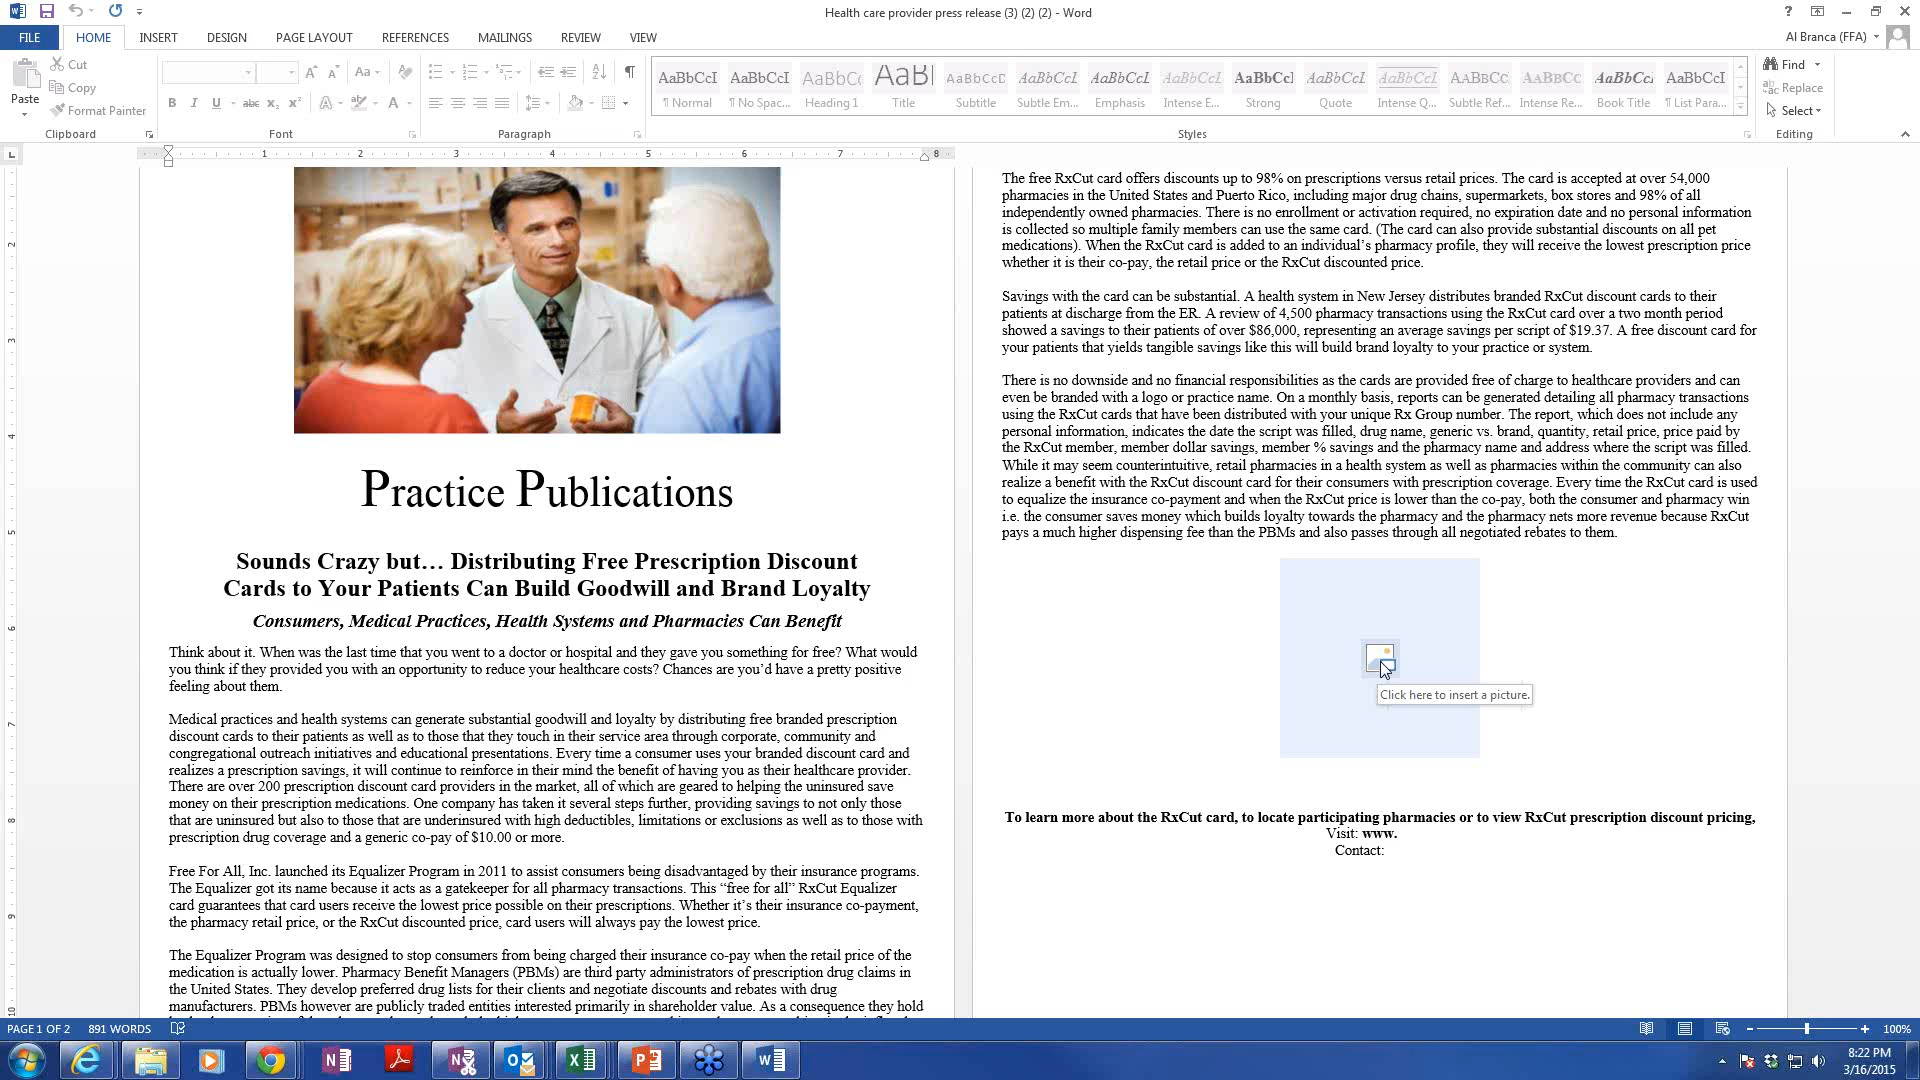 Health care provider press release (3) (2) (2) - Word
FILE HOME INSERT DESIGN PAGE LAYOUT REFERENCES MAILINGS REVIEW VIEW
Al Branca (FFA)
Paste
Cut
Copy
Format Painter
Clipboard
Font
Paragraph
AaBbCcI AaBbCcI AaBbCc AaBl AaBbCcD AaBbCcL AaBbCcI AaBbCcL AaBbCcI AaBbCcL AaBbCcL AABBCC AABBCC AaBbCcI AaBbCcI
¶ Normal ¶ No Spac... Heading 1 Title Subtitle Subtle Em... Emphasis Intense E... Strong Quote Intense Q... Subtle Ref... Intense Re... Book Title ¶ List Para...
Styles
Find
Replace
Select
Editing
1 2 3 4 5 6 7 8
Practice Publications
Sounds Crazy but… Distributing Free Prescription Discount
Cards to Your Patients Can Build Goodwill and Brand Loyalty
Consumers, Medical Practices, Health Systems and Pharmacies Can Benefit
Think about it. When was the last time that you went to a doctor or hospital and they gave you something for free? What would
you think if they provided you with an opportunity to reduce your healthcare costs? Chances are you’d have a pretty positive
feeling about them.
Medical practices and health systems can generate substantial goodwill and loyalty by distributing free branded prescription
discount cards to their patients as well as to those that they touch in their service area through corporate, community and
congregational outreach initiatives and educational presentations. Every time a consumer uses your branded discount card and
realizes a prescription savings, it will continue to reinforce in their mind the benefit of having you as their healthcare provider.
There are over 200 prescription discount card providers in the market, all of which are geared to helping the uninsured save
money on their prescription medications. One company has taken it several steps further, providing savings to not only those
that are uninsured but also to those that are underinsured with high deductibles, limitations or exclusions as well as to those with
prescription drug coverage and a generic co-pay of $10.00 or more.
Free For All, Inc. launched its Equalizer Program in 2011 to assist consumers being disadvantaged by their insurance programs.
The Equalizer got its name because it acts as a gatekeeper for all pharmacy transactions. This “free for all” RxCut Equalizer
card guarantees that card users receive the lowest price possible on their prescriptions. Whether it’s their insurance co-payment,
the pharmacy retail price, or the RxCut discounted price, card users will always pay the lowest price.
The Equalizer Program was designed to stop consumers from being charged their insurance co-pay when the retail price of the
medication is actually lower. Pharmacy Benefit Managers (PBMs) are third party administrators of prescription drug claims in
the United States. They develop preferred drug lists for their clients and negotiate discounts and rebates with drug
manufacturers. PBMs however are publicly traded entities interested primarily in shareholder value. As a consequence they hold
The free RxCut card offers discounts up to 98% on prescriptions versus retail prices. The card is accepted at over 54,000
pharmacies in the United States and Puerto Rico, including major drug chains, supermarkets, box stores and 98% of all
independently owned pharmacies. There is no enrollment or activation required, no expiration date and no personal information
is collected so multiple family members can use the same card. (The card can also provide substantial discounts on all pet
medications). When the RxCut card is added to an individual’s pharmacy profile, they will receive the lowest prescription price
whether it is their co-pay, the retail price or the RxCut discounted price.
Savings with the card can be substantial. A health system in New Jersey distributes branded RxCut discount cards to their
patients at discharge from the ER. A review of 4,500 pharmacy transactions using the RxCut card over a two month period
showed a savings to their patients of over $86,000, representing an average savings per script of $19.37. A free discount card for
your patients that yields tangible savings like this will build brand loyalty to your practice or system.
There is no downside and no financial responsibilities as the cards are provided free of charge to healthcare providers and can
even be branded with a logo or practice name. On a monthly basis, reports can be generated detailing all pharmacy transactions
using the RxCut cards that have been distributed with your unique Rx Group number. The report, which does not include any
personal information, indicates the date the script was filled, drug name, generic vs. brand, quantity, retail price, price paid by
the RxCut member, member dollar savings, member % savings and the pharmacy name and address where the script was filled.
While it may seem counterintuitive, retail pharmacies in a health system as well as pharmacies within the community can also
realize a benefit with the RxCut discount card for their consumers with prescription coverage. Every time the RxCut card is used
to equalize the insurance co-payment and when the RxCut price is lower than the co-pay, both the consumer and pharmacy win
i.e. the consumer saves money which builds loyalty towards the pharmacy and the pharmacy nets more revenue because RxCut
pays a much higher dispensing fee than the PBMs and also passes through all negotiated rebates to them.
Click here to insert a picture.
To learn more about the RxCut card, to locate participating pharmacies or to view RxCut prescription discount pricing,
Visit: www.
Contact:
PAGE 1 OF 2 891 WORDS
100%
8:22 PM
3/16/2015